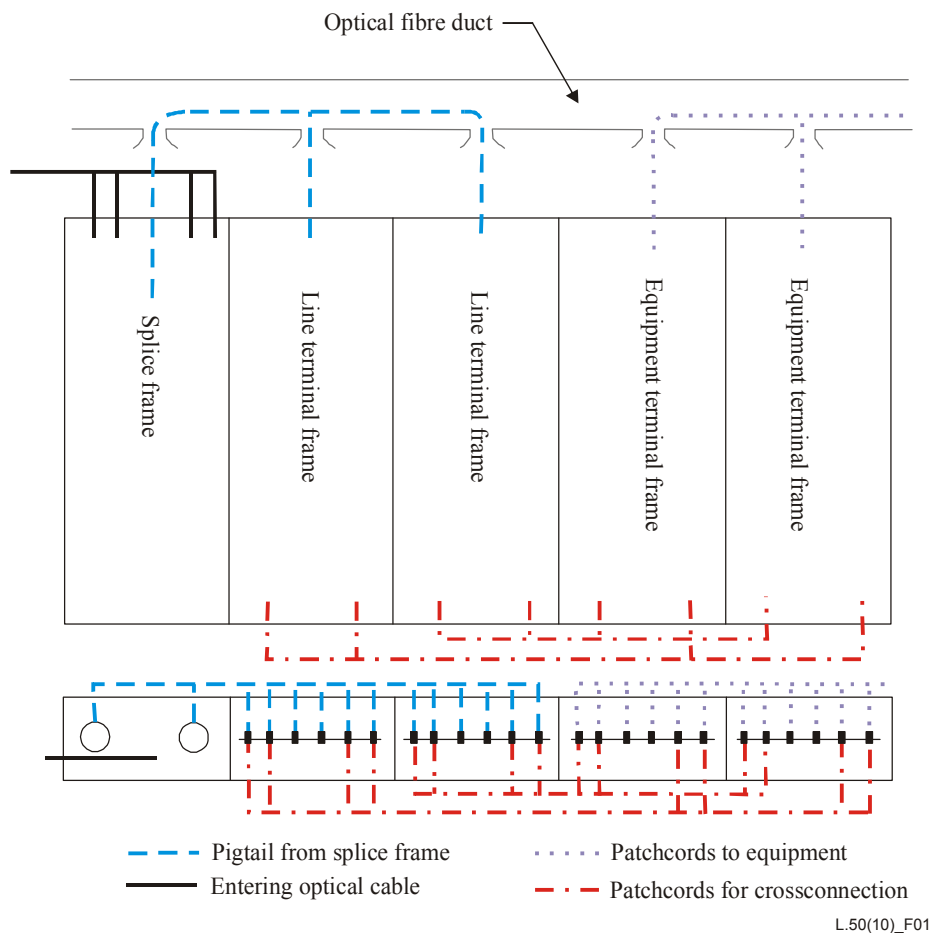 Optical fibre duct
Splice frame
Line terminal frame
Line terminal frame
Equipment terminal frame
Equipment terminal frame
Pigtail from splice frame
Patchcords to equipment
Entering optical cable
Patchcords for crossconnection
L.50(10)_F01